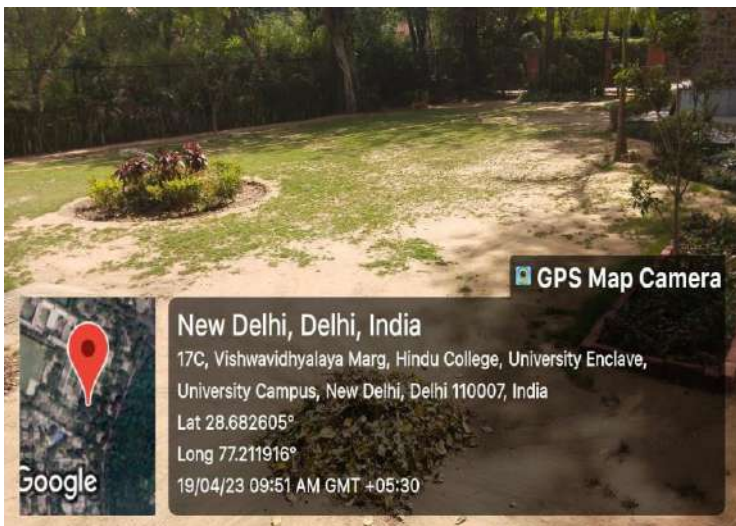 GPS Map Camera
New Delhi, Delhi, India
17C, Vishwavidhyalaya Marg, Hindu College, University Enclave,
University Campus, New Delhi, Delhi 110007, India
Lat 28.682605°
Long 77.211916°
19/04/23 09:51 AM GMT +05:30
Google